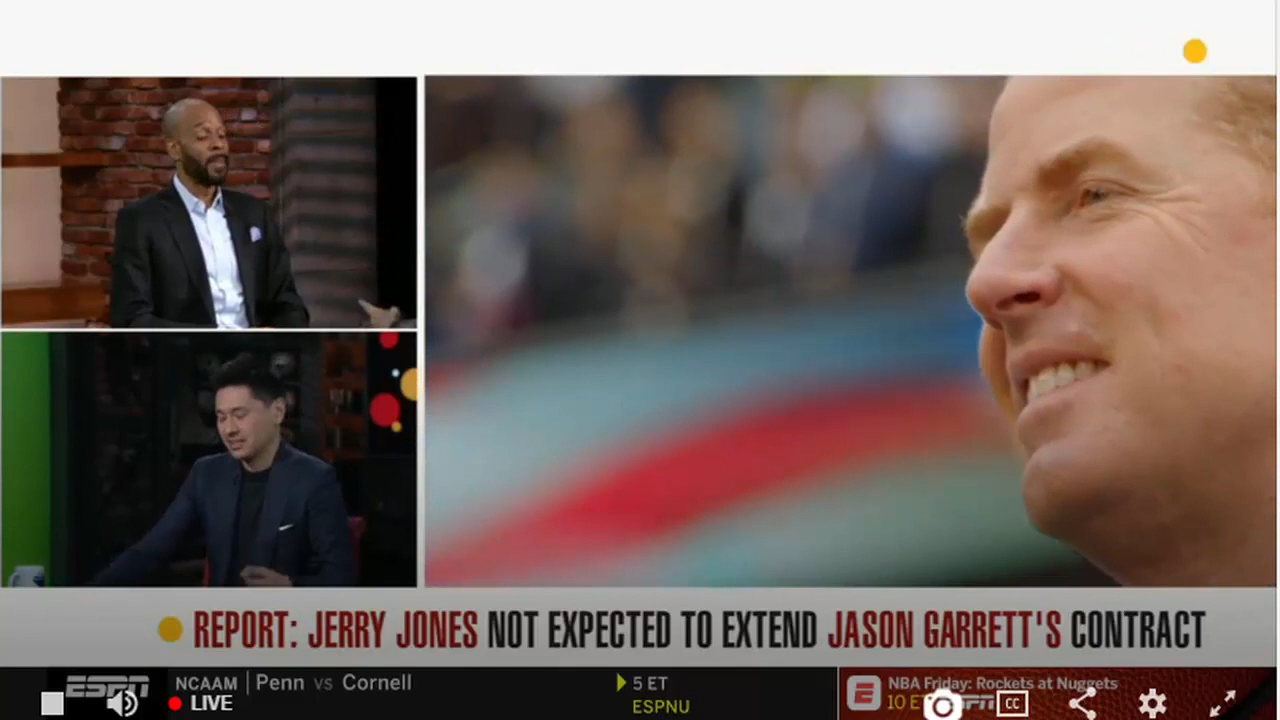 REPORT: JERRY JONES NOT EXPECTED TO EXTEND JASON GARRETT'S CONTRACT
ESPN NCAAM | Penn vs Cornell 5 ET
LIVE ESPNU
E NBA Friday: Rockets at Nuggets
10 E
CC